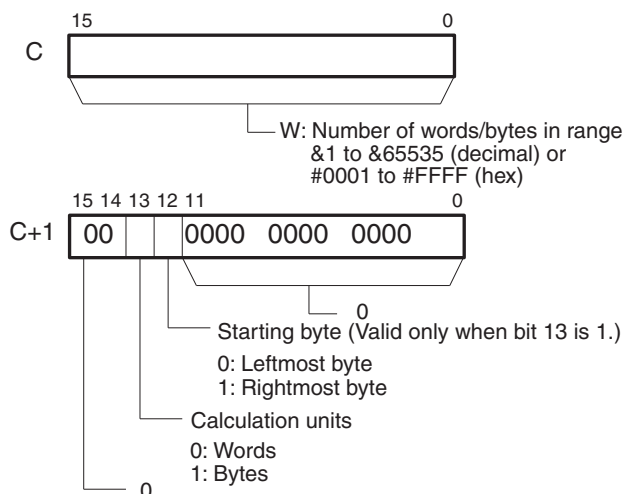 15 0
C
W: Number of words/bytes in range
&1 to &65535 (decimal) or
#0001 to #FFFF (hex)
15 14 13 12 11 0
C+1 00 0000 0000 0000
0
Starting byte (Valid only when bit 13 is 1.)
0: Leftmost byte
1: Rightmost byte
Calculation units
0: Words
1: Bytes
0